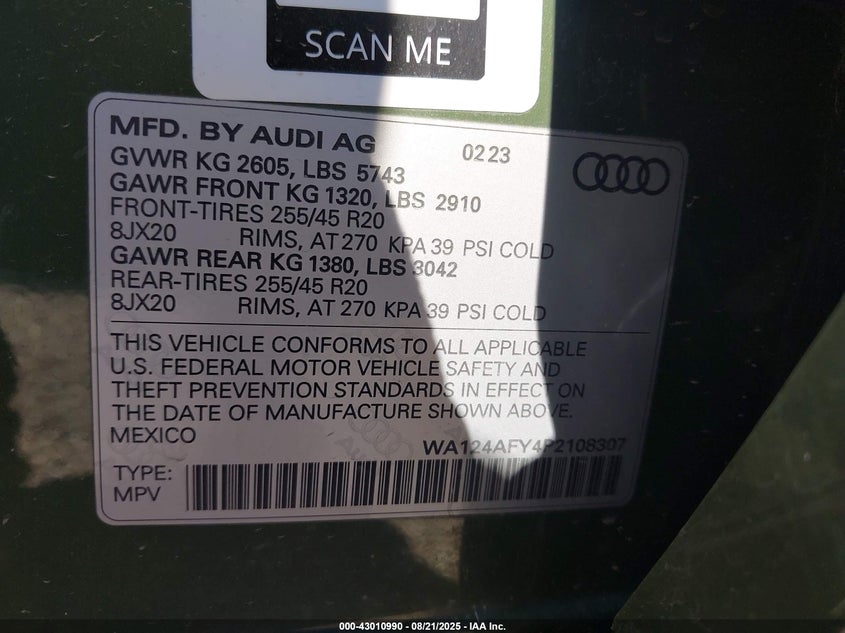 SCAN ME
MFD. BY AUDI AG 0223
GVWR KG 2605, LBS 5743
GAWR FRONT KG 1320, LBS 2910
FRONT-TIRES 255/45 R20
8JX20 RIMS, AT 270 KPA 39 PSI COLD
GAWR REAR KG 1380, LBS 3042
REAR-TIRES 255/45 R20
8JX20 RIMS, AT 270 KPA 39 PSI COLD
THIS VEHICLE CONFORMS TO ALL APPLICABLE
U.S. FEDERAL MOTOR VEHICLE SAFETY AND
THEFT PREVENTION STANDARDS IN EFFECT ON
THE DATE OF MANUFACTURE SHOWN ABOVE.
MEXICO
WA124AFY4P2108307
TYPE:
MPV
000-43010990 - 08/21/2025 - IAA Inc.